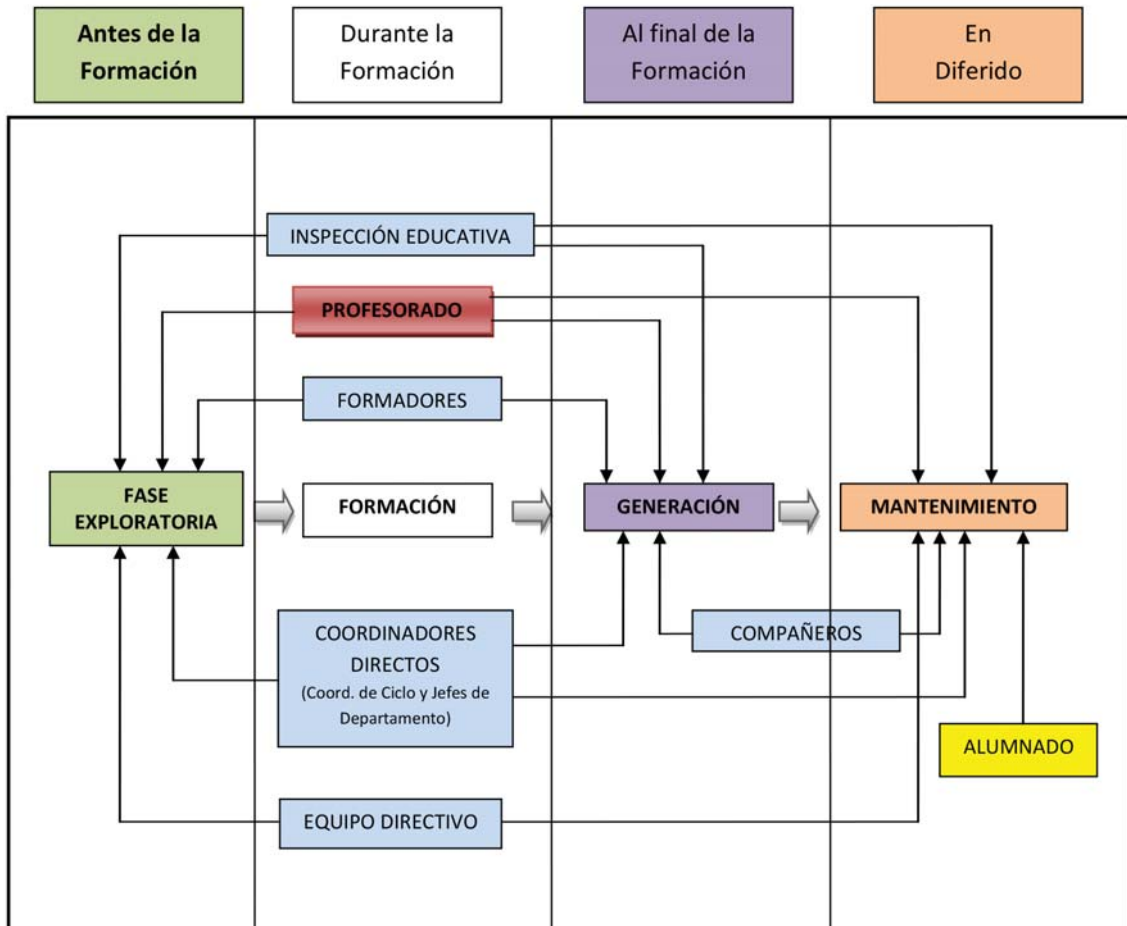 Antes de la
Formación
Durante la
Formación
Al final de la
Formación
En
Diferido
INSPECCIÓN EDUCATIVA
PROFESORADO
FORMADORES
FASE
EXPLORATORIA
FORMACIÓN
GENERACIÓN
MANTENIMIENTO
COORDINADORES
DIRECTOS
(Coord. de Ciclo y Jefes de
Departamento)
COMPAÑEROS
ALUMNADO
EQUIPO DIRECTIVO